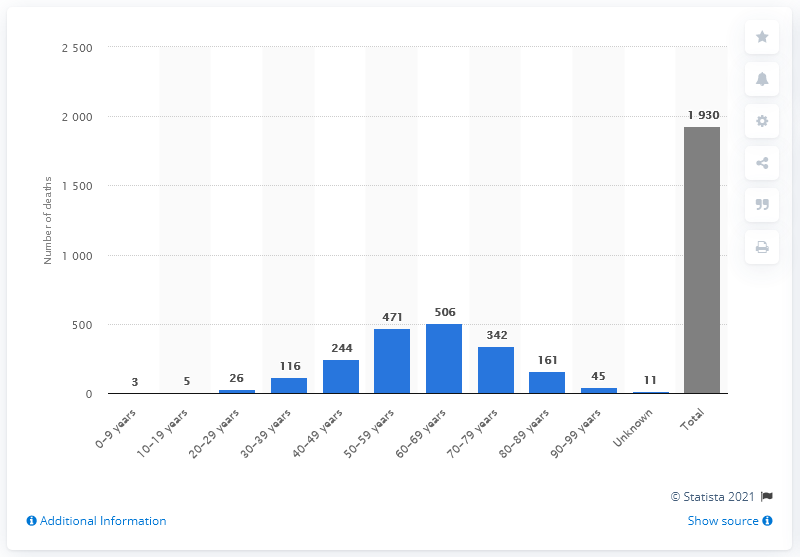 2 500
2 000
1 500
1 000
500
0
Number of deaths
3
5
26
116
244
471
506
342
161
45
11
1 930
0–9 years
10–19 years
20–29 years
30–39 years
40–49 years
50–59 years
60–69 years
70–79 years
80–89 years
90–99 years
Unknown
Total
© Statista 2021
Additional Information
Show source